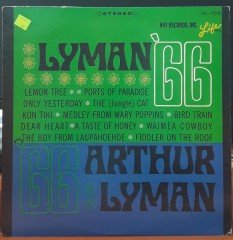 STEREO
HIFI RECORDS, INC.
Life
LYMAN '66
LEMON TREE • • PORTS OF PARADISE
ONLY YESTERDAY • THE (Jungle) CAT
KON TIKI • MEDLEY FROM MARY POPPINS • BIRD TRAIN
DEAR HEART • A TASTE OF HONEY • WAIMEA COWBOY
THE BOY FROM LAUPAHOEHOE • FIDDLER ON THE ROOF
'66 ARTHUR
LYMAN